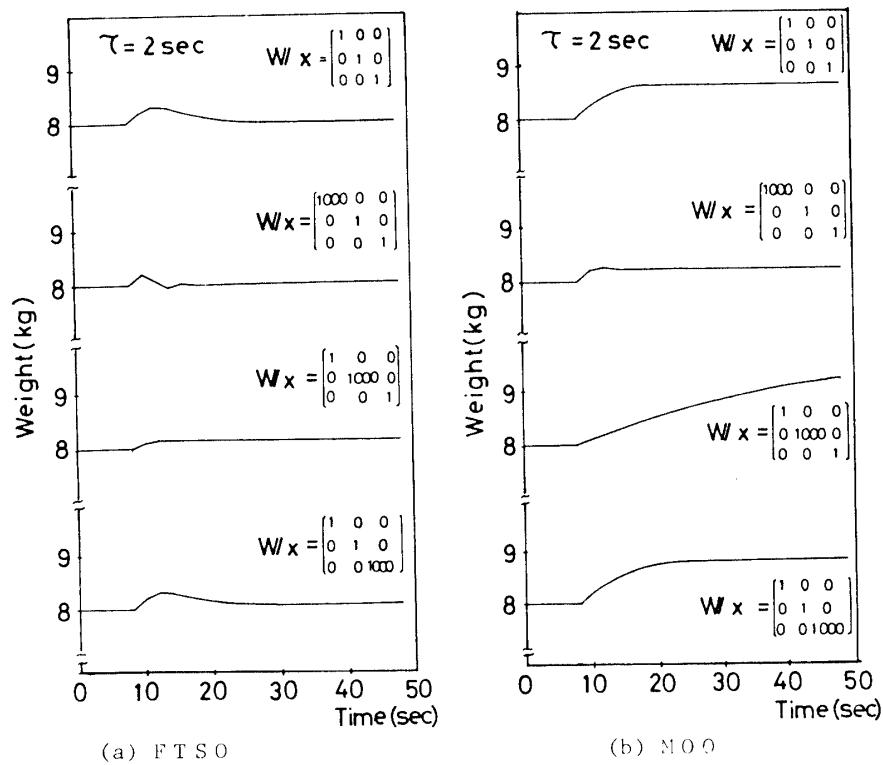 τ = 2 sec
W x = [1 0 0
0 1 0
0 0 1]
9
8
W x = [1000 0 0
0 1 0
0 0 1]
9
8
W x = [1 0 0
0 1000 0
0 0 1]
9
8
W x = [1 0 0
0 1 0
0 0 1000]
9
8
Weight (kg)
0 10 20 30 40 50
Time (sec)
(a) FTSO
τ = 2 sec
W x = [1 0 0
0 1 0
0 0 1]
9
8
W x = [1000 0 0
0 1 0
0 0 1]
9
8
W x = [1 0 0
0 1000 0
0 0 1]
9
8
W x = [1 0 0
0 1 0
0 0 1000]
9
8
Weight (kg)
0 10 20 30 40 50
Time (sec)
(b) MOO